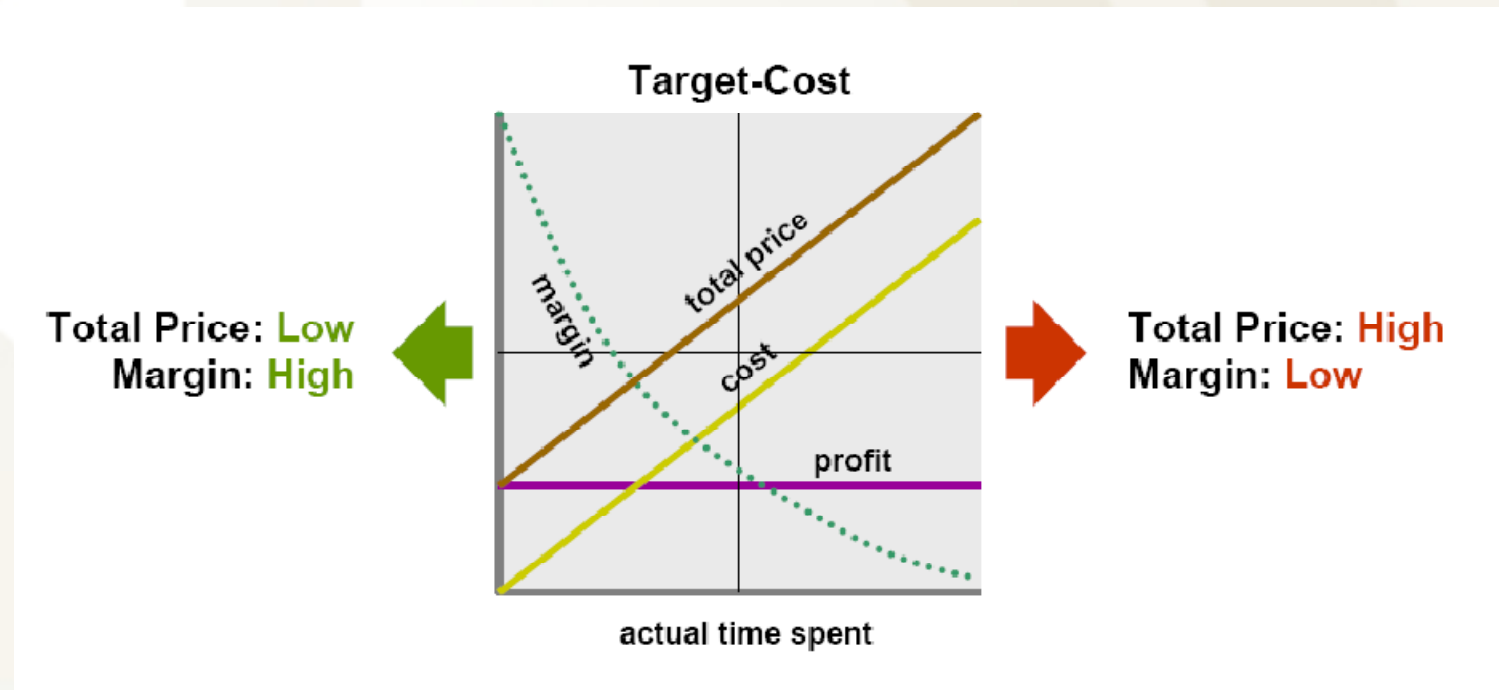 Target-Cost
total price
margin
cost
profit
Total Price: Low
Margin: High
Total Price: High
Margin: Low
actual time spent